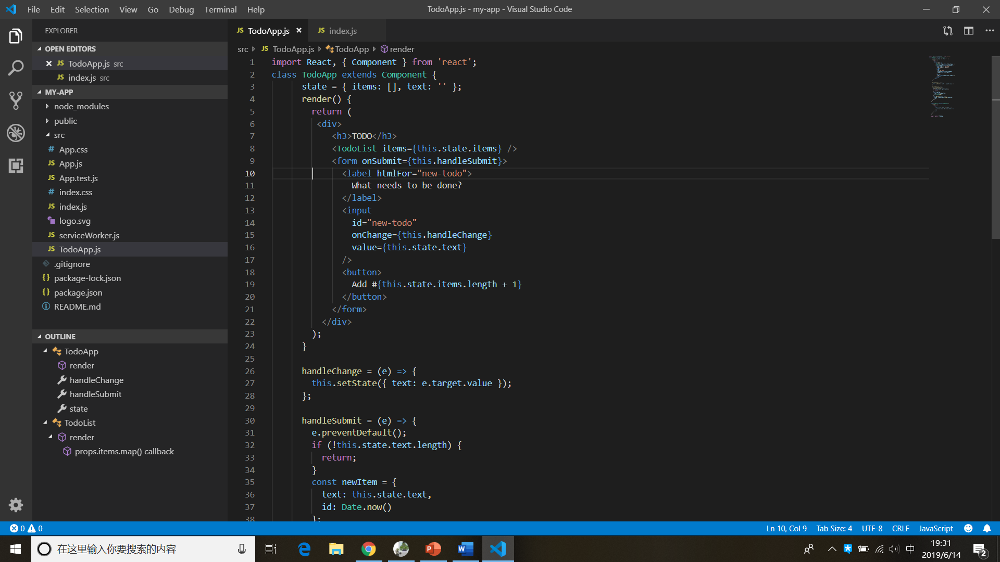 File Edit Selection View Go Debug Terminal Help
TodoApp.js - my-app - Visual Studio Code
EXPLORER
OPEN EDITORS
JS TodoApp.js src
JS index.js src
MY-APP
node_modules
public
src
# App.css
JS App.js
JS App.test.js
# index.css
JS index.js
logo.svg
JS serviceWorker.js
JS TodoApp.js
.gitignore
{} package-lock.json
{} package.json
README.md
OUTLINE
TodoApp
render
handleChange
handleSubmit
state
TodoList
render
props.items.map() callback
JS TodoApp.js
JS index.js
src JS TodoApp.js TodoApp render
1 import React, { Component } from 'react';
2 class TodoApp extends Component {
3 state = { items: [], text: '' };
4 render() {
5 return (
6 <div>
7 <h3>TODO</h3>
8 <TodoList items={this.state.items} />
9 <form onSubmit={this.handleSubmit}>
10 <label htmlFor="new-todo">
11 What needs to be done?
12 </label>
13 <input
14 id="new-todo"
15 onChange={this.handleChange}
16 value={this.state.text}
17 />
18 <button>
19 Add #{this.state.items.length + 1}
20 </button>
21 </form>
22 </div>
23 );
24 }
25
26 handleChange = (e) => {
27 this.setState({ text: e.target.value });
28 };
29
30 handleSubmit = (e) => {
31 e.preventDefault();
32 if (!this.state.text.length) {
33 return;
34 }
35 const newItem = {
36 text: this.state.text,
37 id: Date.now()
38 };
0 0
Ln 10, Col 9 Tab Size: 4 UTF-8 CRLF JavaScript
在这里输入你要搜索的内容
中
19:31
2019/6/14
2